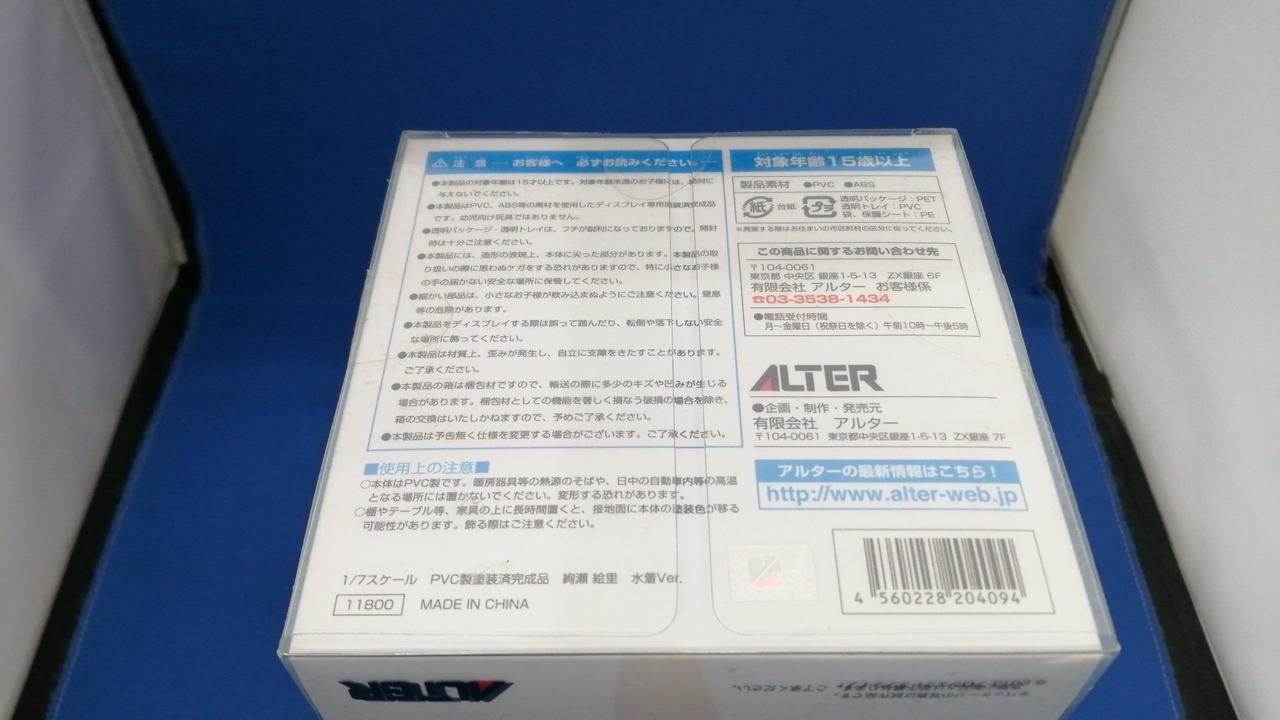 ⚠注 意 ── お客様へ 必ずお読みください。
●本製品の対象年齢は15才以上です。対象年齢未満のお子様には、絶対に
与えないでください。
●本製品はPVC、ABS等の素材を使用したディスプレイ専用塗装済完成品
です。幼児向け玩具ではありません。
●透明パッケージ・透明トレイは、フチが鋭利になっておりますので、開封
時は十分ご注意ください。
●本製品には、造形の表現上、本体に尖った部分があります。本製品の取
り扱いの際に思わぬケガをする恐れがありますので、特に小さなお子様
の手の届かない安全な場所に保管してください。
●細かい部品は、小さなお子様が飲み込まぬようにご注意ください。窒息
等の危険があります。
●本製品をディスプレイする際は誤って踏んだり、転倒や落下しない安全
な場所に飾ってください。
●本製品は材質上、歪みが発生し、自立に支障をきたすことがあります。
ご了承ください。
●本製品の箱は梱包材ですので、輸送の際に多少のキズや凹みが生じる
場合があります。梱包材としての機能を著しく損なう破損の場合を除き、
箱の交換はいたしかねますので、予めご了承ください。
●本製品は予告無く仕様を変更する場合がございます。ご了承ください。
■使用上の注意■
○本体はPVC製です。暖房器具等の熱源のそばや、日中の自動車内等の高温
となる場所には置かないでください。変形する恐れがあります。
○棚やテーブル等、家具の上に長時間置くと、接地面に本体の塗装色が移る
可能性があります。飾る際はご注意ください。
1/7スケール PVC製塗装済完成品 絢瀬 絵里 水着Ver.
11800 MADE IN CHINA
対象年齢15歳以上
製品素材 ●PVC ●ABS
紙 台紙 プラ 透明パッケージ:PET
透明トレイ:PVC
袋、保護シート:PE
※廃棄する際はお住まいの市区町村の区分に従ってください。
この商品に関するお問い合わせ先
〒104-0061
東京都 中央区 銀座1-5-13 ZX銀座 6F
有限会社 アルター お客様係
☎03-3538-1434
●電話受付時間
月〜金曜日(祝祭日を除く)午前10時〜午後5時
ALTER
●企画・制作・発売元
有限会社 アルター
〒104-0061 東京都中央区銀座1-5-13 ZX銀座 7F
アルターの最新情報はこちら!
http://www.alter-web.jp
4 560228 204094
ALTER